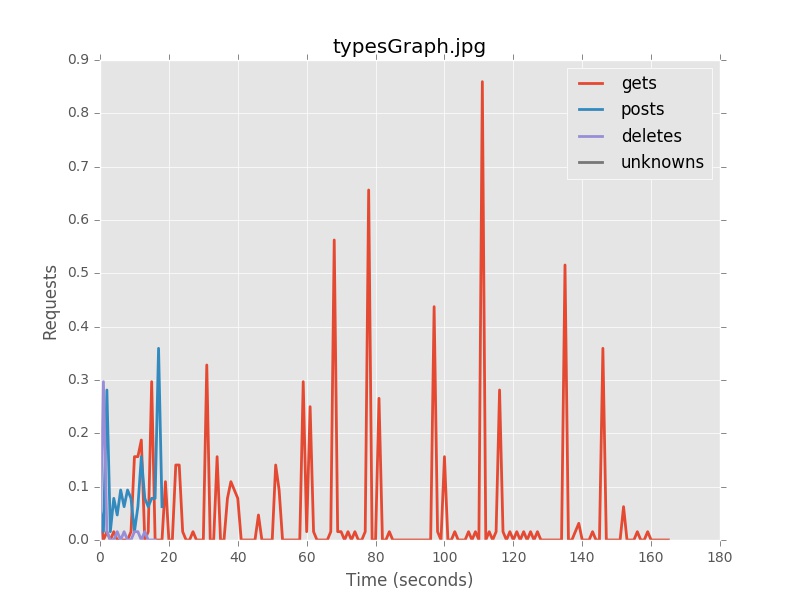 typesGraph.jpg
0.9
0.8
0.7
0.6
0.5
0.4
0.3
0.2
0.1
0.0
Requests
gets
posts
deletes
unknowns
0 20 40 60 80 100 120 140 160 180
Time (seconds)